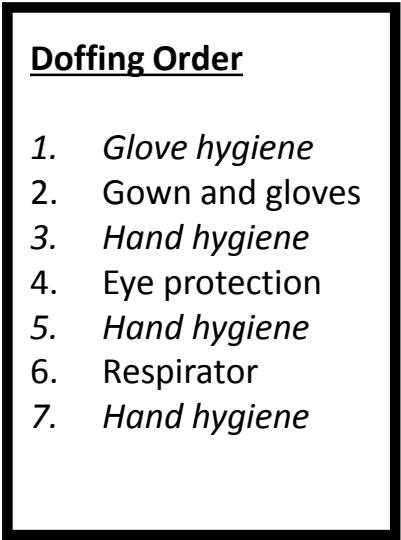 Doffing Order
1. Glove hygiene
2. Gown and gloves
3. Hand hygiene
4. Eye protection
5. Hand hygiene
6. Respirator
7. Hand hygiene